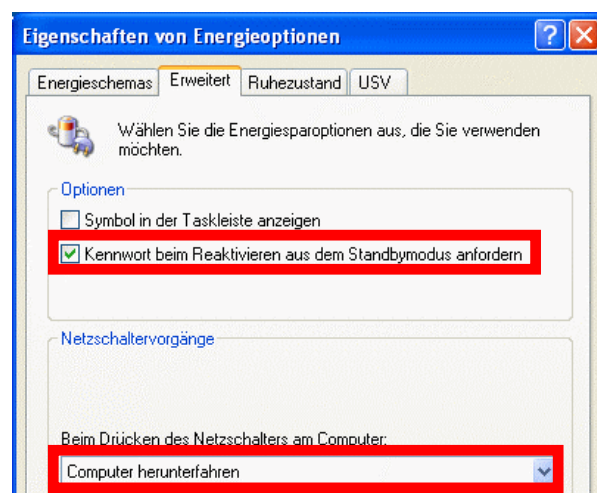 Eigenschaften von Energieoptionen
Energieschemas Erweitert Ruhezustand USV
Wählen Sie die Energiesparoptionen aus, die Sie verwenden
möchten.
Optionen
Symbol in der Taskleiste anzeigen
Kennwort beim Reaktivieren aus dem Standbymodus anfordern
Netzschaltervorgänge
Beim Drücken des Netzschalters am Computer:
Computer herunterfahren